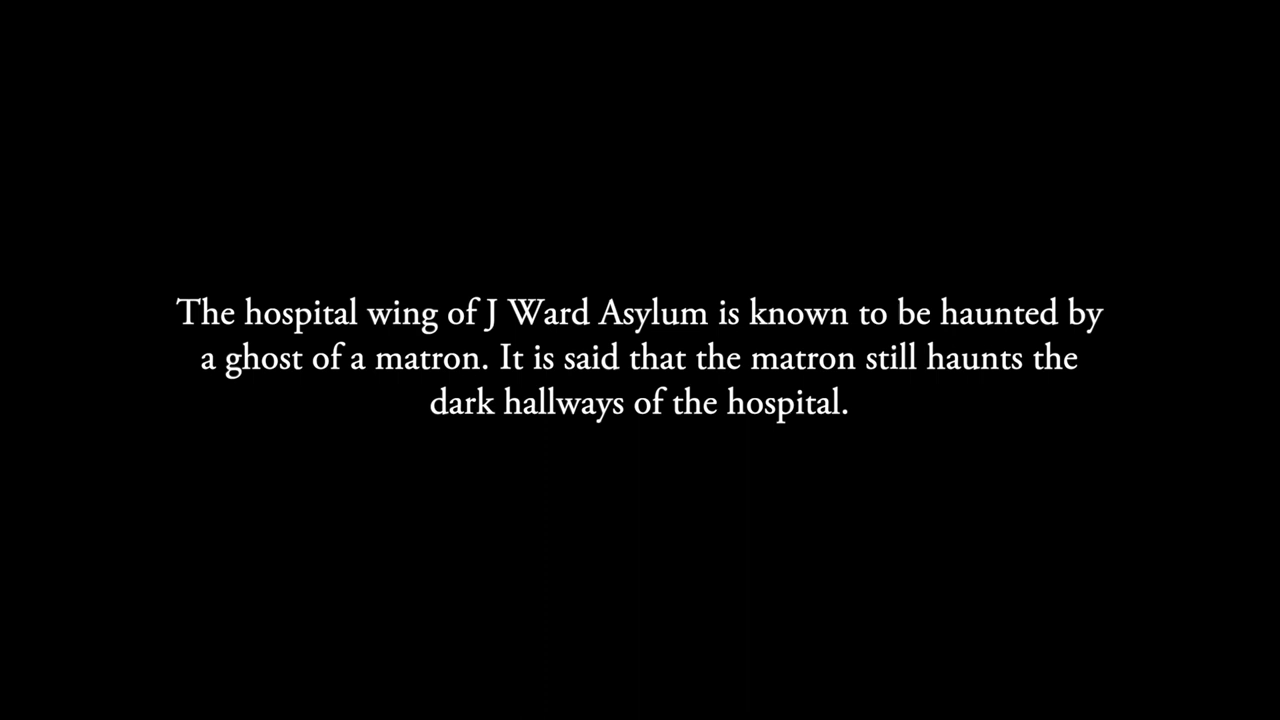 The hospital wing of J Ward Asylum is known to be haunted by
a ghost of a matron. It is said that the matron still haunts the
dark hallways of the hospital.